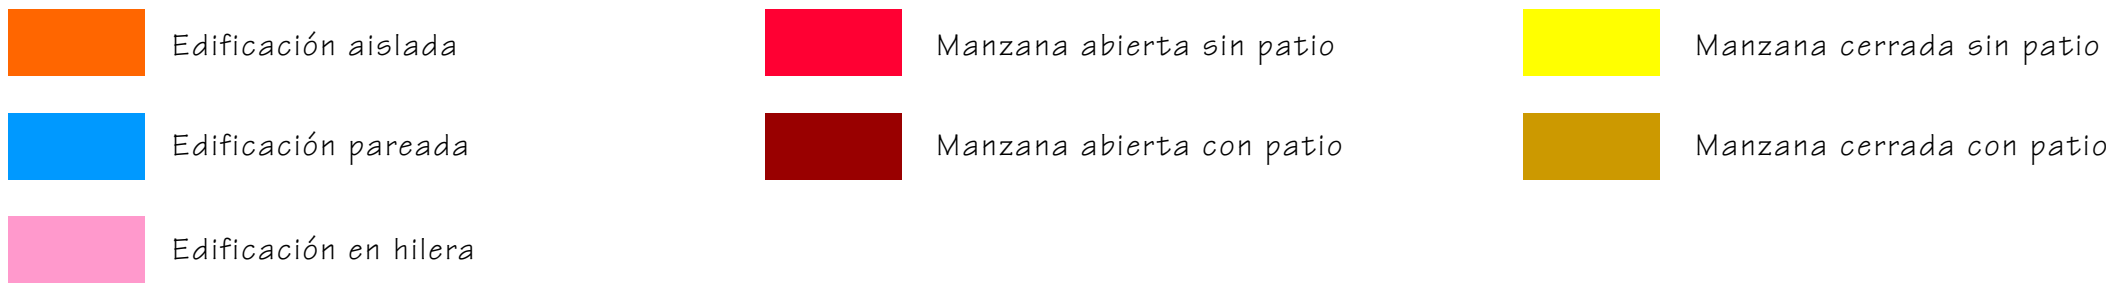 Edificación aislada
Edificación pareada
Edificación en hilera
Manzana abierta sin patio
Manzana abierta con patio
Manzana cerrada sin patio
Manzana cerrada con patio